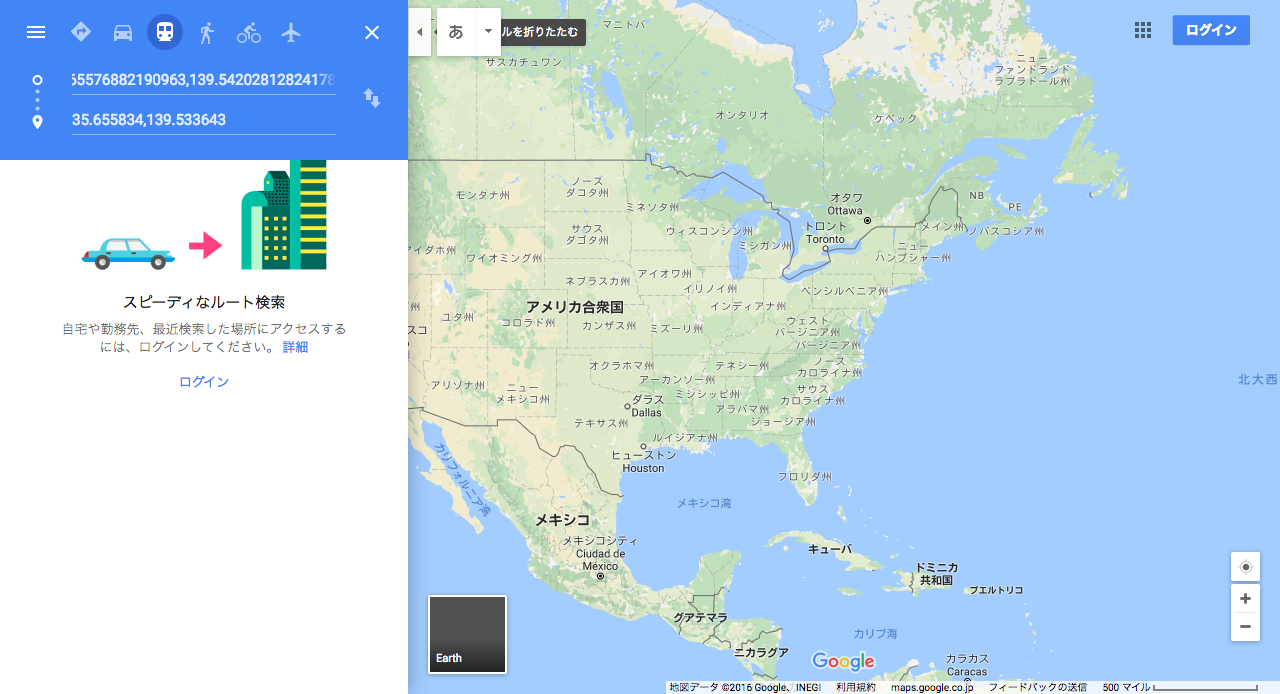 55576882190963,139.54202812824178
35.655834,139.533643
スピーディなルート検索
自宅や勤務先、最近検索した場所にアクセスする
には、ログインしてください。 詳細
ログイン
あ
ルを折りたたむ
ログイン
マニトバ
サスカチュワン
ニュー
ファンドランド
ラブラドール州
オンタリオ
ケベック
モンタナ州
ノース
ダコタ州
ミネソタ州
オタワ
Ottawa
NB
PE
サウス
ダコタ州
ウィスコンシン州
ミシガン州
トロント
Toronto
メイン州
ノバスコシア州
アイダホ州
ワイオミング州
ニュー
ハンプシャー州
アイオワ州
ネブラスカ州
イリノイ州
ペンシルベニア州
アメリカ合衆国
インディアナ州
州
ユタ州
コロラド州
カンザス州
ミズーリ州
ウェスト
バージニア州
バージニア州
スコ
オクラホマ州
テネシー州
ノース
カロライナ州
アリゾナ州
ニュー
メキシコ州
アーカンソー州
ミシシッピ州
サウス
カロライナ州
北大西
ダラス
Dallas
アラバマ州
ジョージア州
テキサス州
ルイジアナ州
ヒューストン
Houston
カリフォルニア湾
フロリダ州
メキシコ湾
メキシコ
メキシコシティ
Ciudad de
México
キューバ
ドミニカ
共和国
プエルトリコ
グアテマラ
カリブ海
ニカラグア
カラカス
Caracas
Earth
Google
地図データ ©2016 Google、INEGI 利用規約 maps.google.co.jp フィードバックの送信 500 マイル